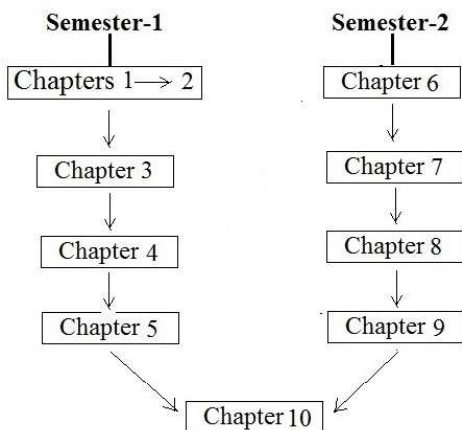 Semester-1
Chapters 1 → 2
Chapter 3
Chapter 4
Chapter 5
Semester-2
Chapter 6
Chapter 7
Chapter 8
Chapter 9
Chapter 10